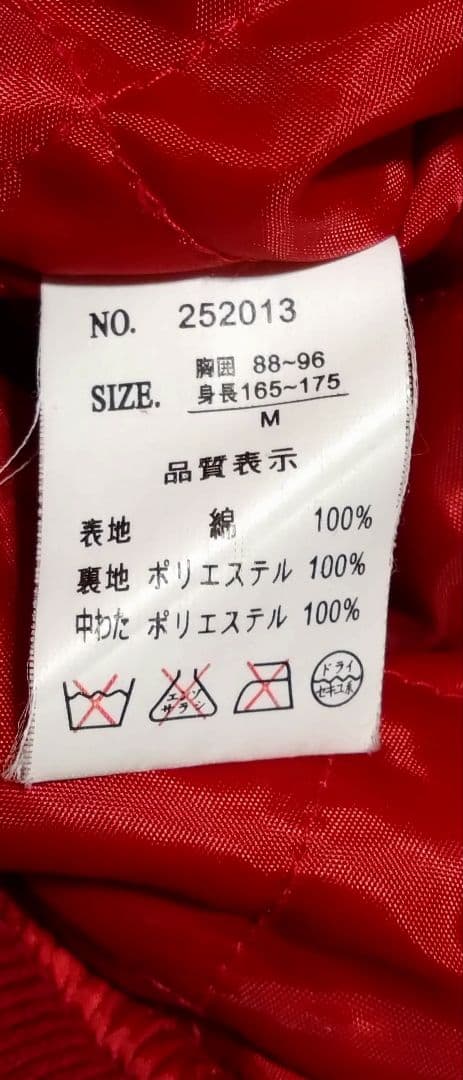 NO. 252013
胸囲 88~96
SIZE. 身長165~175
M
品質表示
表地 綿 100%
裏地 ポリエステル 100%
中わた ポリエステル 100%
エンソ
サラシ
ドライ
セキユ系